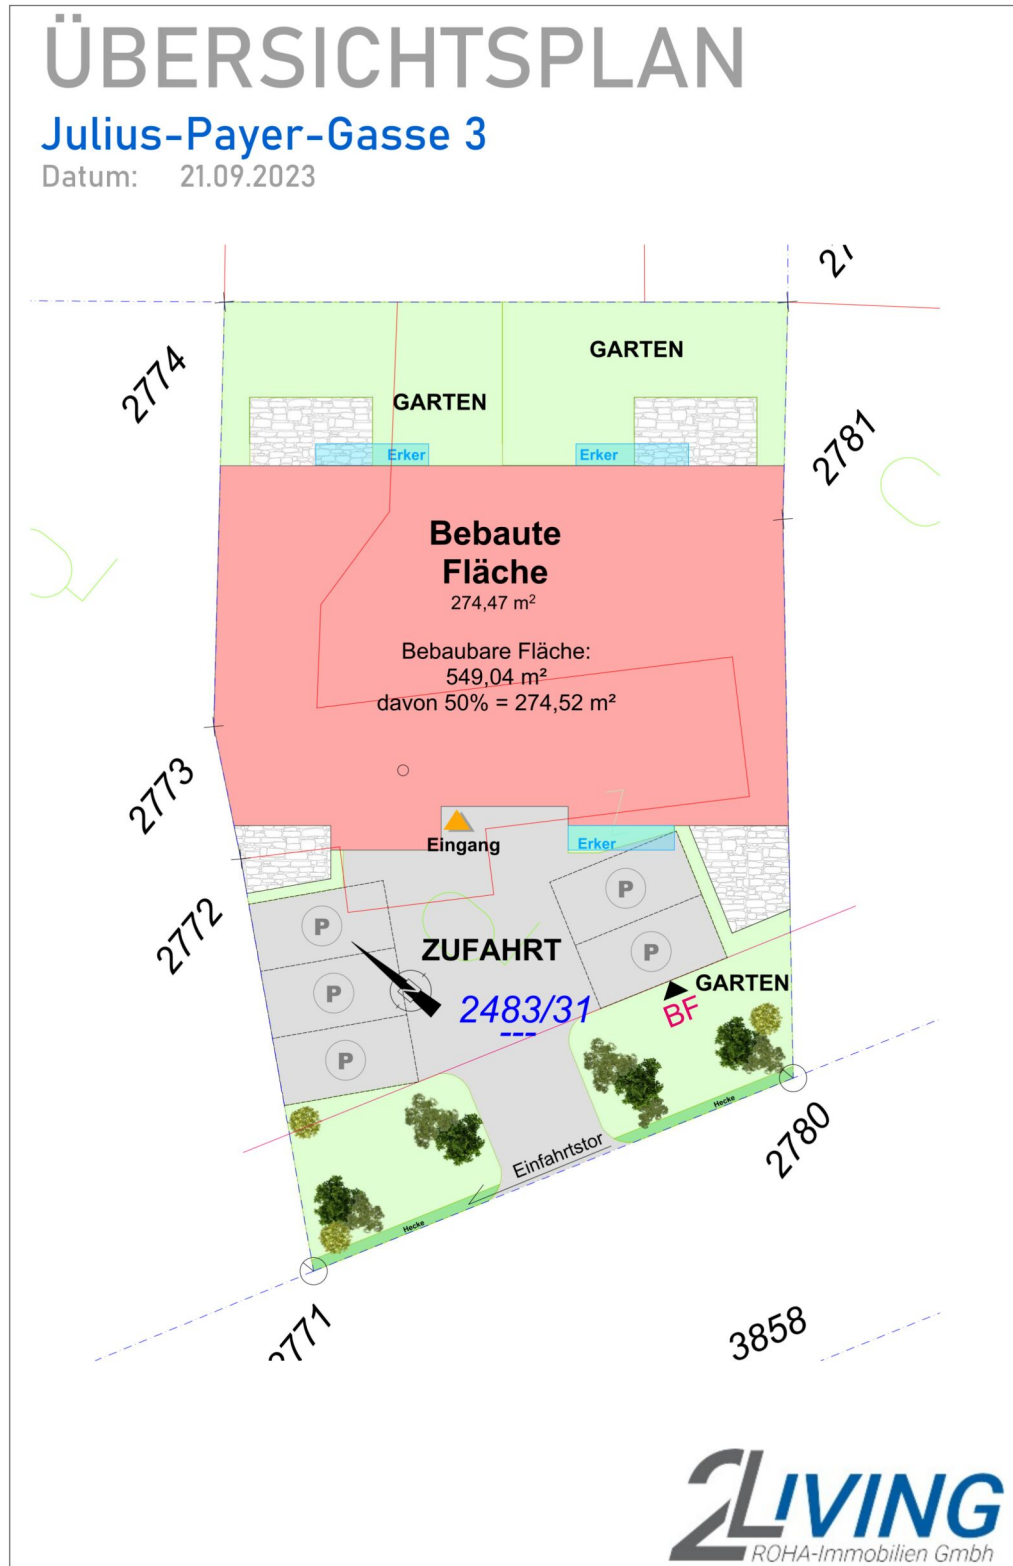 ÜBERSICHTSPLAN
Julius-Payer-Gasse 3
Datum: 21.09.2023
2774
GARTEN
GARTEN
2781
Erker
Erker
Bebaute
Fläche
274,47 m²
Bebaubare Fläche:
549,04 m²
davon 50% = 274,52 m²
2773
Eingang
Erker
2772
P
P
P
P
P
ZUFAHRT
N
GARTEN
2483/31
BF
Hecke
2780
Einfahrtstor
Hecke
2771
3858
2LIVING
ROHA-Immobilien Gmbh